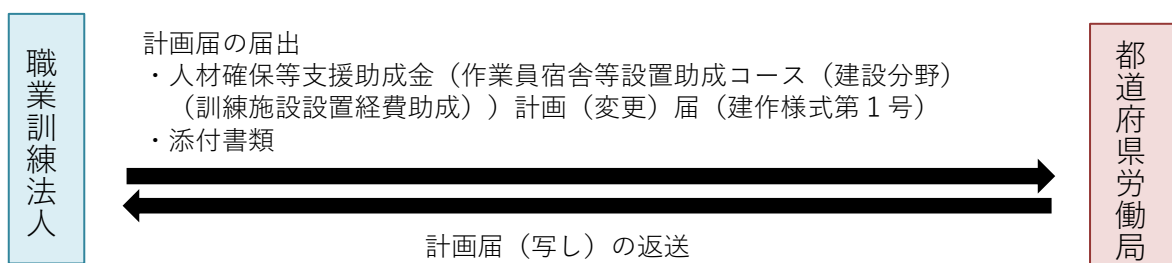 職業訓練法人
計画届の届出
・人材確保等支援助成金（作業員宿舎等設置助成コース（建設分野）
（訓練施設設置経費助成））計画（変更）届（建作様式第１号）
・添付書類
計画届（写し）の返送
都道府県労働局